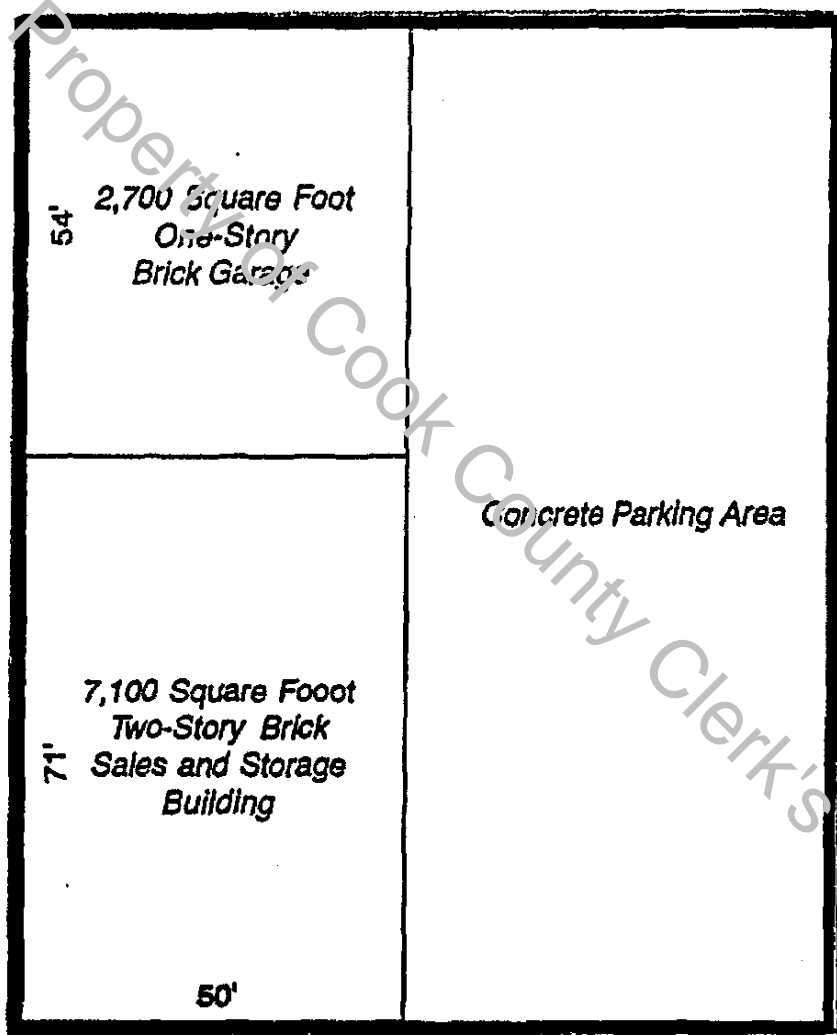 Property of Cook County Clerk's
54'
2,700 Square Foot
One-Story
Brick Garage
Concrete Parking Area
71'
7,100 Square Fooot
Two-Story Brick
Sales and Storage
Building
50'